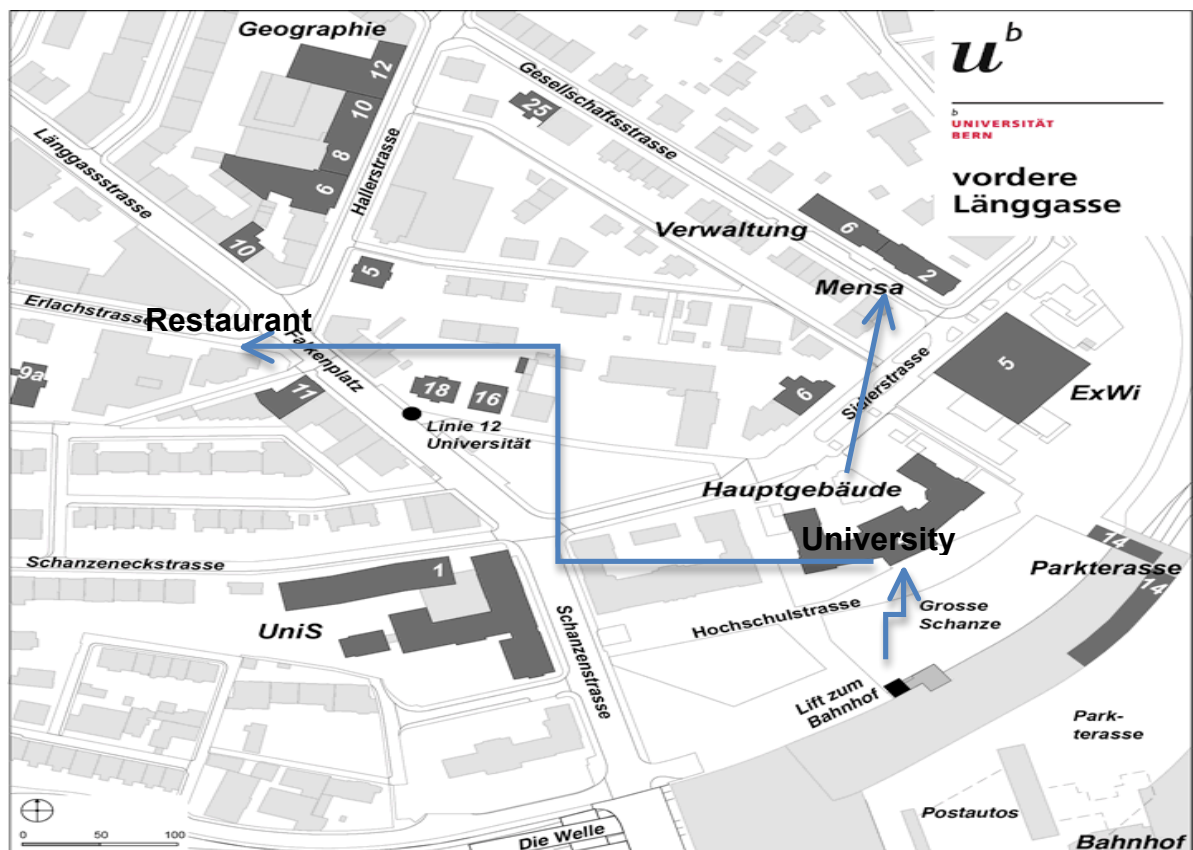 Geographie
12
10
8
6
10
Hallerstrasse
Länggassstrasse
Gesellschaftsstrasse
25
u^b
b
UNIVERSITÄT
BERN
vordere
Länggasse
Verwaltung
6
2
Mensa
5
Erlachstrasse
Restaurant
Falkenplatz
9a
11
18
16
Linie 12
Universität
6
Sidlerstrasse
5
ExWi
Hauptgebäude
University
Schanzeneckstrasse
1
UniS
Schanzenstrasse
Hochschulstrasse
Grosse
Schanze
14
Parkterasse
14
Lift zum
Bahnhof
Park-
terasse
Postautos
Bahnhof
Die Welle
0 50 100